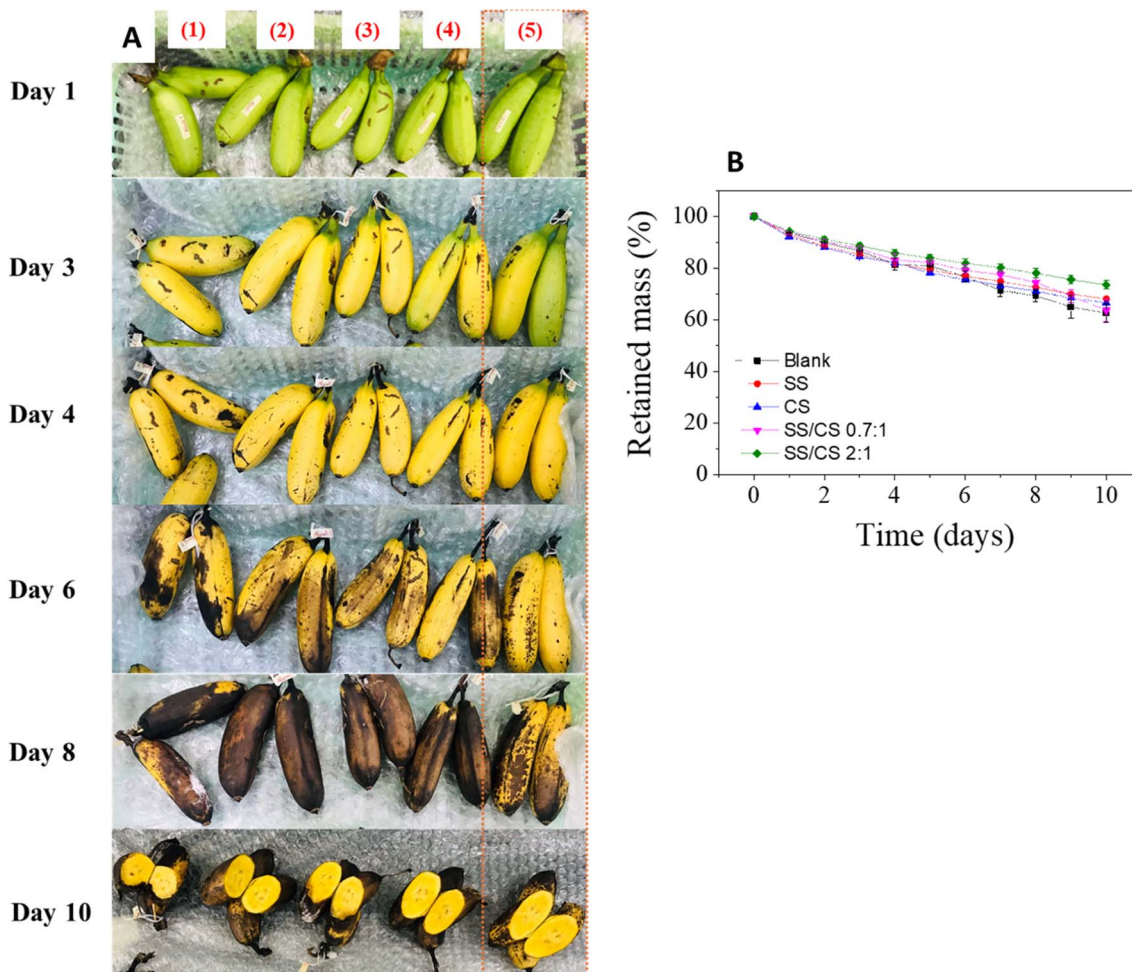 A
(1) (2) (3) (4) (5)
Day 1
Day 3
Day 4
Day 6
Day 8
Day 10
B
Retained mass (%)
100
80
60
40
20
0
Blank
SS
CS
SS/CS 0.7:1
SS/CS 2:1
0 2 4 6 8 10
Time (days)